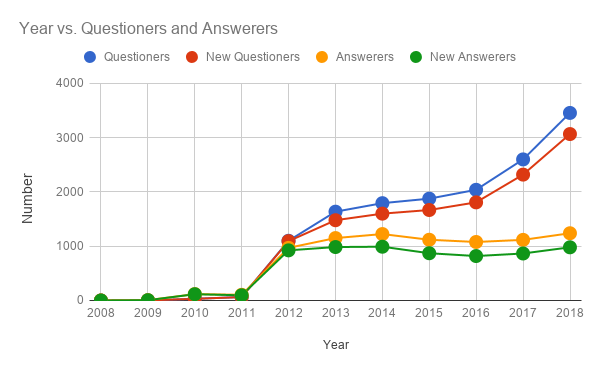 Year vs. Questioners and Answerers
Questioners New Questioners Answerers New Answerers
4000
3000
2000
1000
0
Number
2008 2009 2010 2011 2012 2013 2014 2015 2016 2017 2018
Year